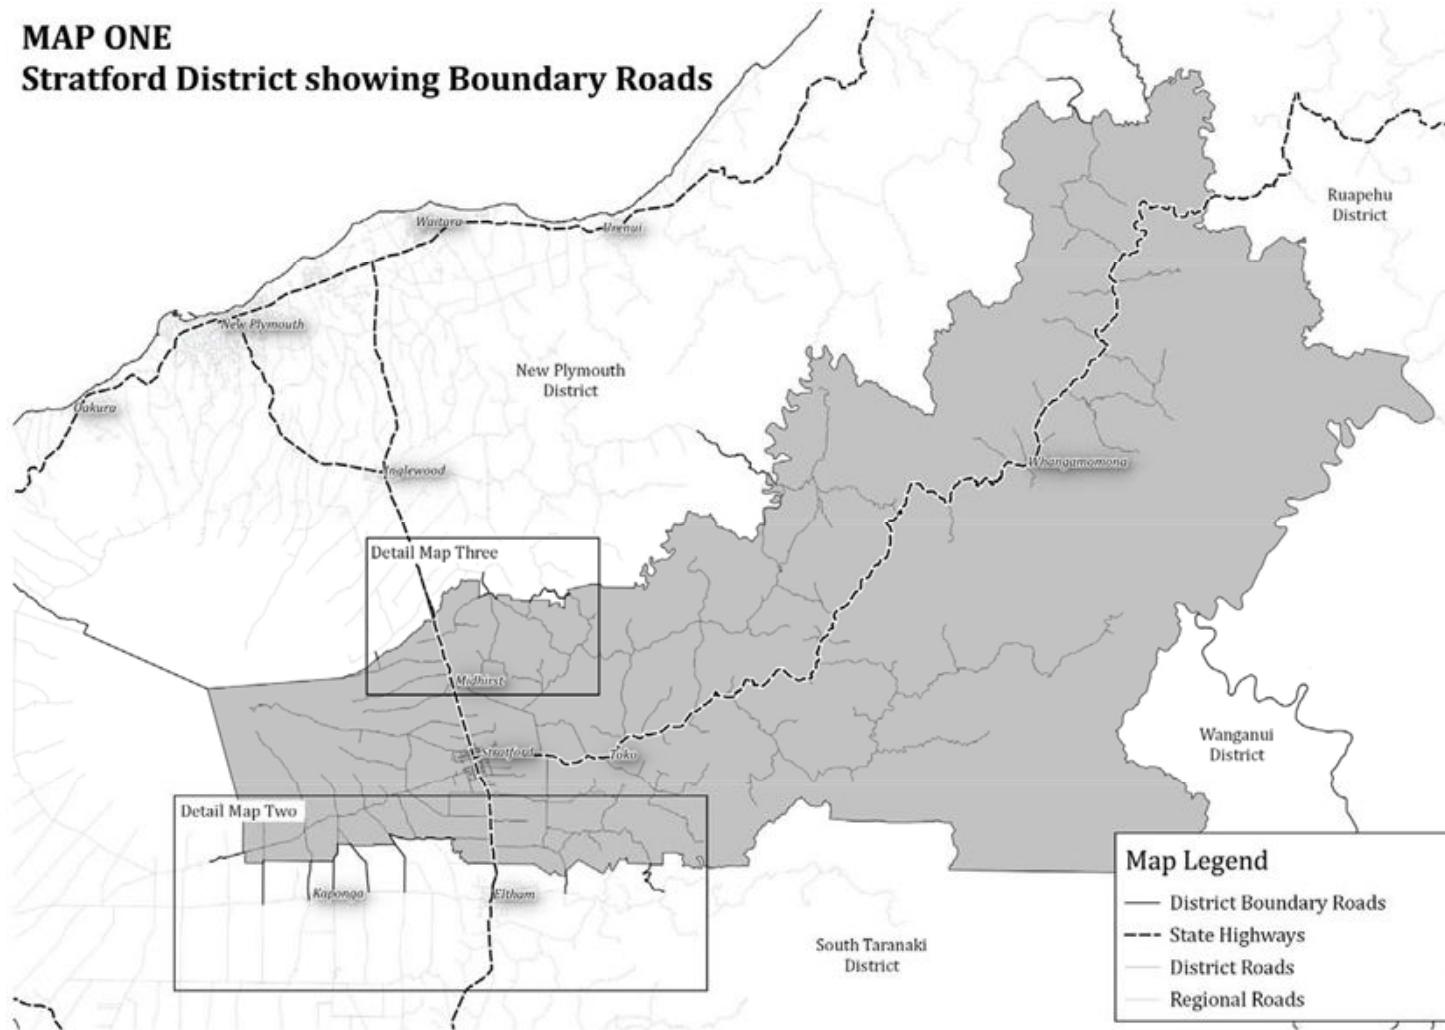 MAP ONE
Stratford District showing Boundary Roads
Ruapehu
District
Waitara
Urenui
New Plymouth
New Plymouth
District
Oakura
Inglewood
Whangamomona
Detail Map Three
Midhirst
Stratford
Toko
Wanganui
District
Detail Map Two
Kaponga
Eltham
South Taranaki
District
Map Legend
District Boundary Roads
State Highways
District Roads
Regional Roads